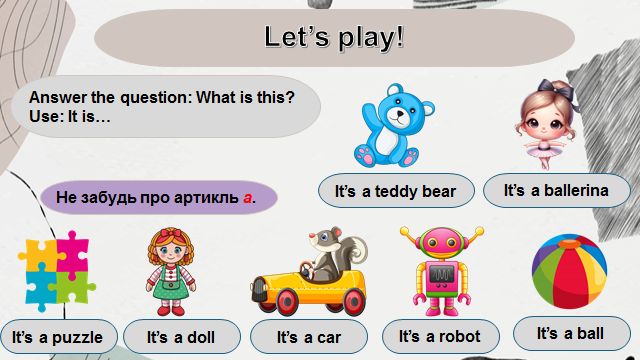 Let's play!
Answer the question: What is this?
Use: It is…
Не забудь про артикль а.
It's a teddy bear
It's a ballerina
It's a puzzle
It's a doll
It's a car
It's a robot
It's a ball